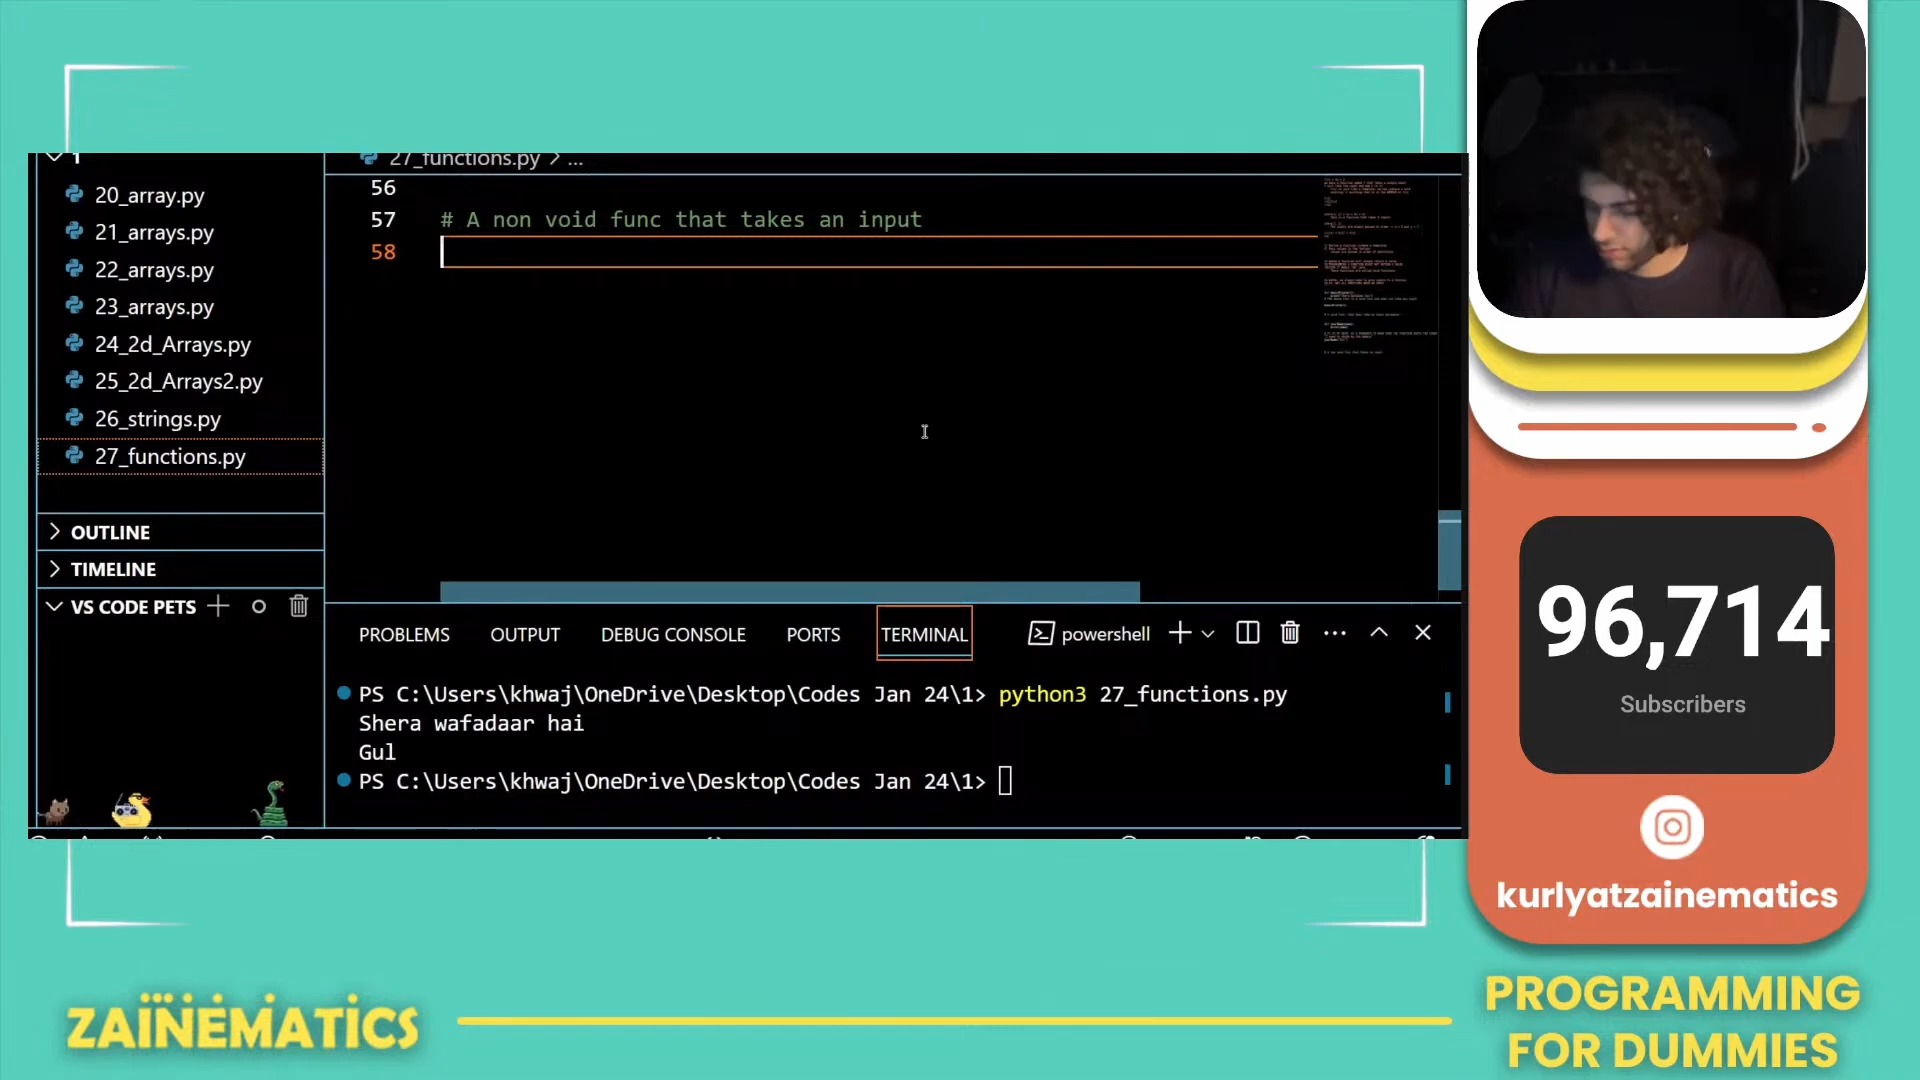 1
20_array.py
21_arrays.py
22_arrays.py
23_arrays.py
24_2d_Arrays.py
25_2d_Arrays2.py
26_strings.py
27_functions.py
OUTLINE
TIMELINE
VS CODE PETS
27_functions.py > ...
56
57 # A non void func that takes an input
58
PROBLEMS OUTPUT DEBUG CONSOLE PORTS TERMINAL powershell
PS C:\Users\khwaj\OneDrive\Desktop\Codes Jan 24\1> python3 27_functions.py
Shera wafadaar hai
Gul
PS C:\Users\khwaj\OneDrive\Desktop\Codes Jan 24\1>
96,714
Subscribers
kurlyatzainematics
ZAINEMATICS
PROGRAMMING
FOR DUMMIES